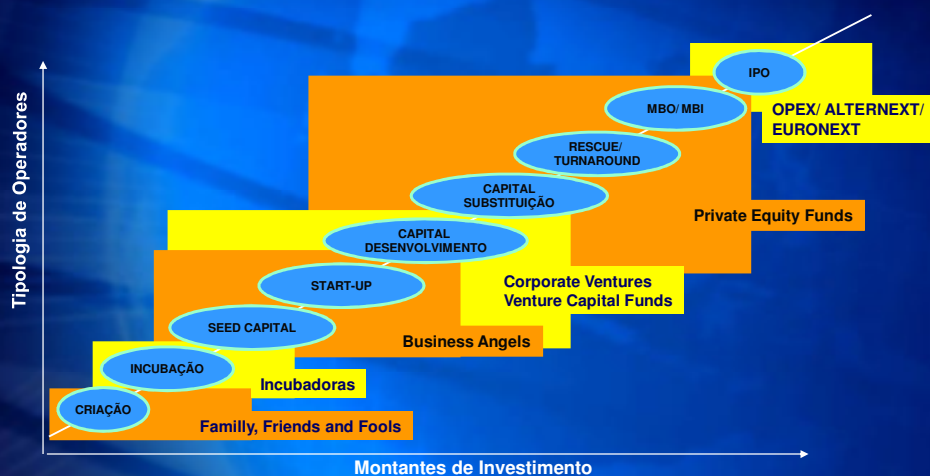 IPO
OPEX/ ALTERNEXT/
EURONEXT
MBO/ MBI
RESCUE/
TURNAROUND
CAPITAL
SUBSTITUIÇÃO
Private Equity Funds
CAPITAL
DESENVOLVIMENTO
Corporate Ventures
Venture Capital Funds
START-UP
SEED CAPITAL
Business Angels
INCUBAÇÃO
Incubadoras
CRIAÇÃO
Familly, Friends and Fools
Tipologia de Operadores
Montantes de Investimento